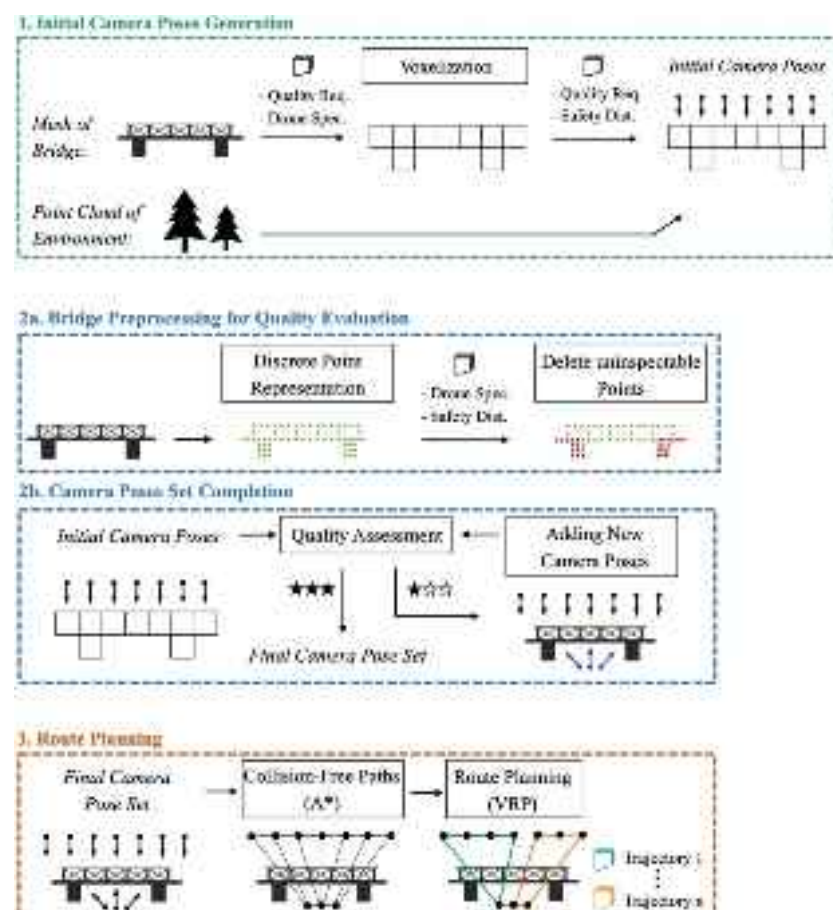 1. Initial Camera Poses Generation
Mesh of
Bridge:
- Quality Req.
- Drone Spec.
Voxelization
- Quality Req
- Safety Dist.
Initial Camera Poses
Point Cloud of
Environment:
2a. Bridge Preprocessing for Quality Evaluation
Discrete Point
Representation
- Drone Spec
- Safety Dist.
Delete uninspectable
Points
2b. Camera Poses Set Completion
Initial Camera Poses
Quality Assessment
Adding New
Camera Poses
Final Camera Pose Set
3. Route Planning
Final Camera
Pose Set
Collision-Free Paths
(A*)
Route Planning
(VRP)
Trajectory 1
Trajectory n